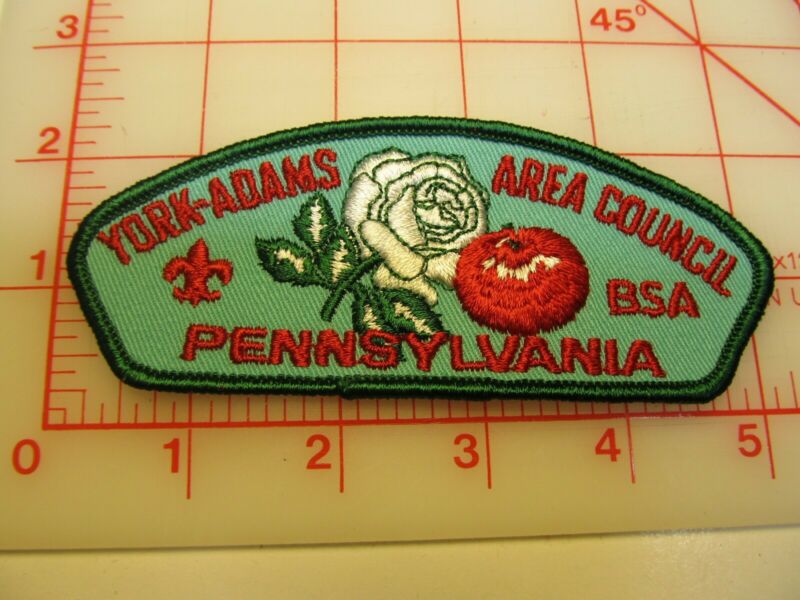 3
45°
2
YORK-ADAMS AREA COUNCIL
1
BSA
PENNSYLVANIA
0 1 2 3 4 5